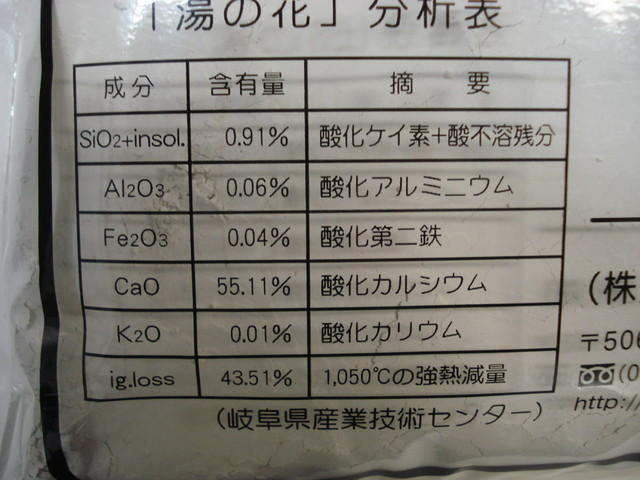 「湯の花」分析表
成分 含有量 摘要
SiO2+insol. 0.91% 酸化ケイ素+酸不溶残分
Al2O3 0.06% 酸化アルミニウム
Fe2O3 0.04% 酸化第二鉄
CaO 55.11% 酸化カルシウム
K2O 0.01% 酸化カリウム
ig.loss 43.51% 1,050℃の強熱減量
(岐阜県産業技術センター)
(株
〒506
(0
http://